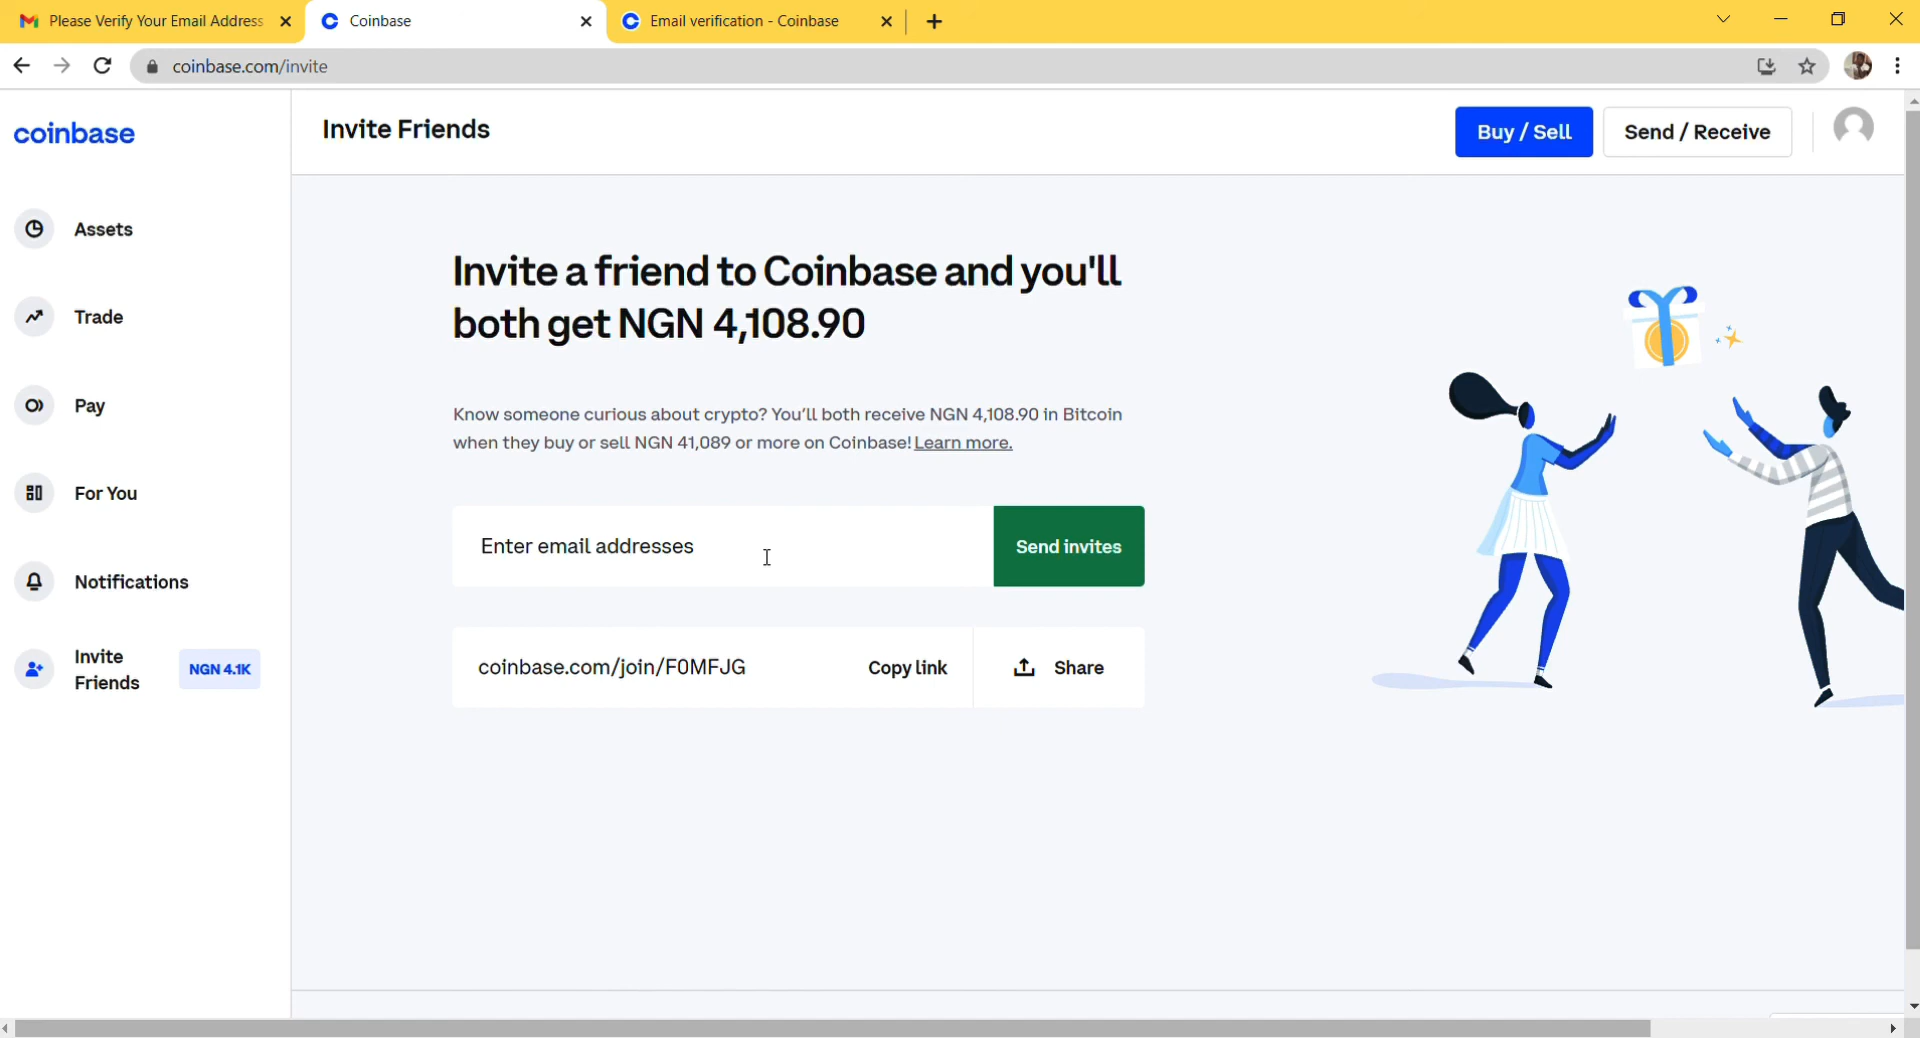 Please Verify Your Email Address
Coinbase
Email verification - Coinbase
coinbase.com/invite
coinbase
Invite Friends
Buy / Sell
Send / Receive
Assets
Trade
Pay
For You
Notifications
Invite
Friends
NGN 4.1K
Invite a friend to Coinbase and you'll
both get NGN 4,108.90
Know someone curious about crypto? You’ll both receive NGN 4,108.90 in Bitcoin
when they buy or sell NGN 41,089 or more on Coinbase! Learn more.
Enter email addresses
Send invites
coinbase.com/join/F0MFJG
Copy link
Share